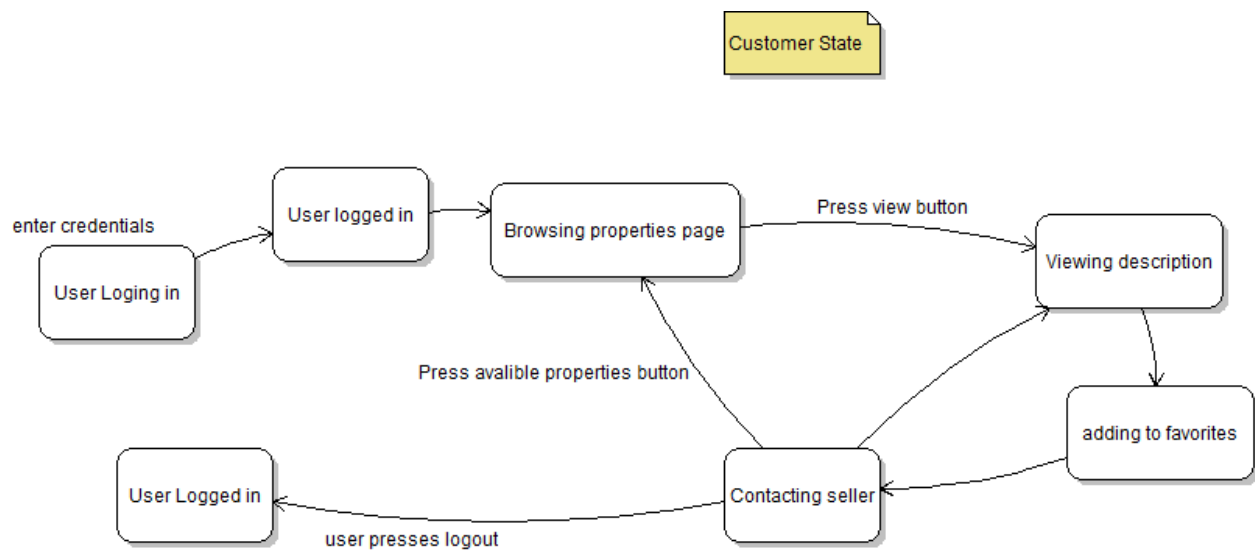 Customer State
enter credentials
User logged in
Browsing properties page
Press view button
Viewing description
User Loging in
Press avalible properties button
adding to favorites
User Logged in
Contacting seller
user presses logout